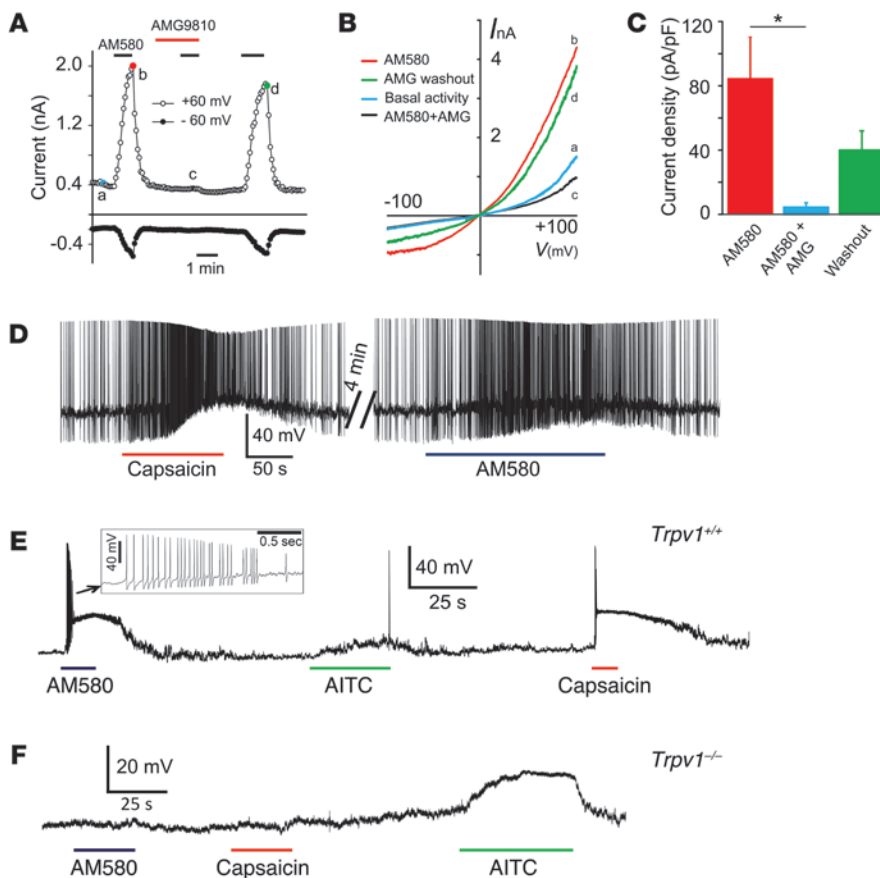 A
AMG9810
AM580
2.0
b
d
1.2
+60 mV
- 60 mV
0.4
a
c
-0.4
1 min
Current (nA)
B
I nA
AM580
AMG washout
Basal activity
AM580+AMG
4
2
b
d
a
c
-100
+100
V(mV)
C
*
120
80
40
0
Current density (pA/pF)
AM580
AM580 +
AMG
Washout
D
4 min
40 mV
50 s
Capsaicin
AM580
E
Trpv1+/+
40 mV
0.5 sec
40 mV
25 s
AM580
AITC
Capsaicin
F
Trpv1–/–
20 mV
25 s
AM580
Capsaicin
AITC